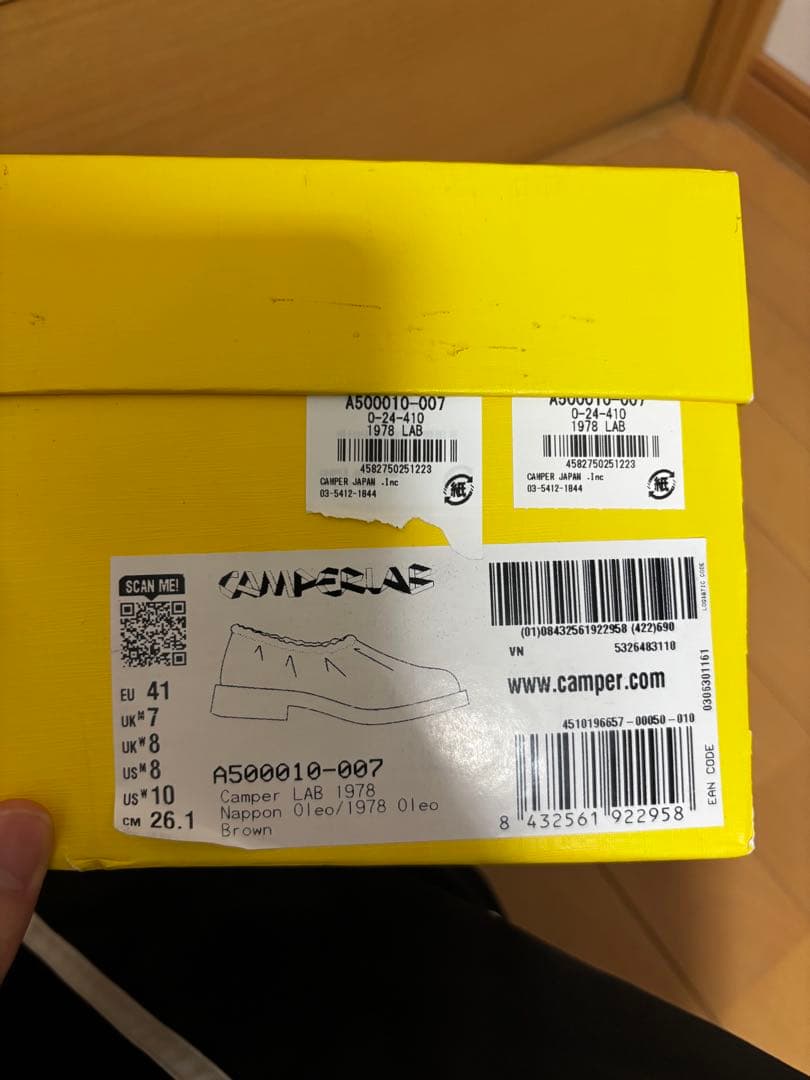 A500010-007
0-24-410
1978 LAB
4582750251223
CAMPER JAPAN .Inc
03-5412-1844
紙
A500010-007
0-24-410
1978 LAB
4582750251223
CAMPER JAPAN .Inc
03-5412-1844
紙
SCAN ME!
CAMPERLAB
EU 41
UK M 7
UK W 8
US M 8
US W 10
CM 26.1
A500010-007
Camper LAB 1978
Nappon Oleo/1978 Oleo
Brown
(01)08432561922958 (422)690
VN 5326483110
www.camper.com
4510196657-00050-010
8 432561 922958
LOGISTIC CODE
0305301161
EAN CODE